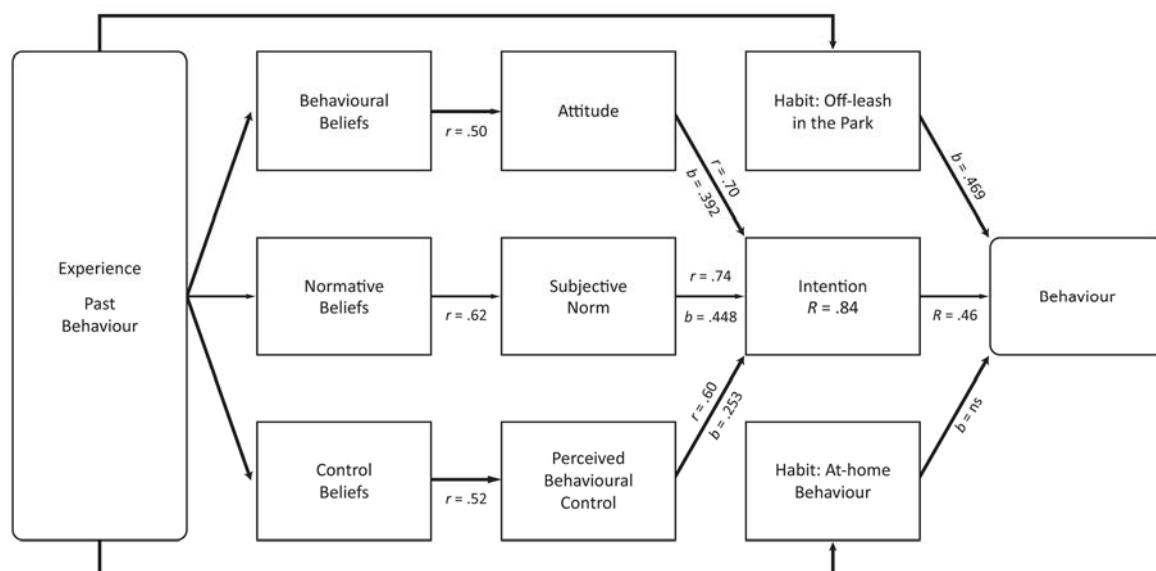 Experience
Past
Behaviour
Behavioural
Beliefs
r = .50
Attitude
r = .70
b = .392
Habit: Off-leash
in the Park
b = .469
Normative
Beliefs
r = .62
Subjective
Norm
r = .74
b = .448
Intention
R = .84
R = .46
Behaviour
Control
Beliefs
r = .52
Perceived
Behavioural
Control
r = .60
b = .253
Habit: At-home
Behaviour
b = ns